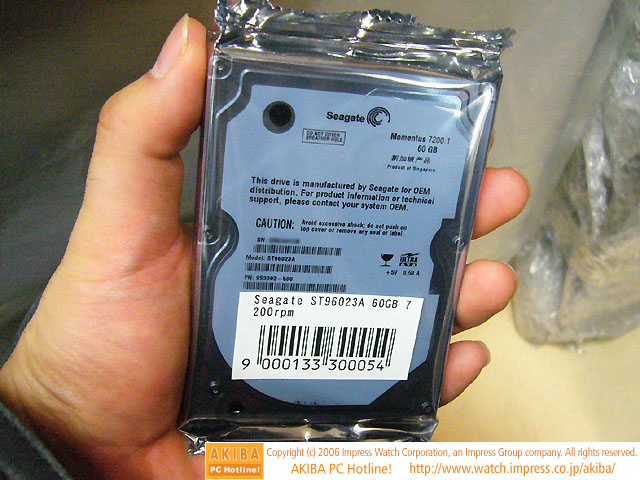 Seagate
DO NOT COVER
BREATHER HOLE
Momentus 7200.1
60 GB
新加坡产品
Product of Singapore
This drive is manufactured by Seagate for OEM
distribution. For product information or technical
support, please contact your system OEM.
CAUTION: Avoid excessive shock; do not push on
top cover or remove any seal or label.
SN:
Model: ST96023A
ULTRA
+5V 0.50 A
PN:
Seagate ST96023A 60GB 7
200rpm
9 000133 300054
AKIBA
PC Hotline!
Copyright (c) 2006 Impress Watch Corporation, an Impress Group company. All rights reserved.
AKIBA PC Hotline! http://www.watch.impress.co.jp/akiba/